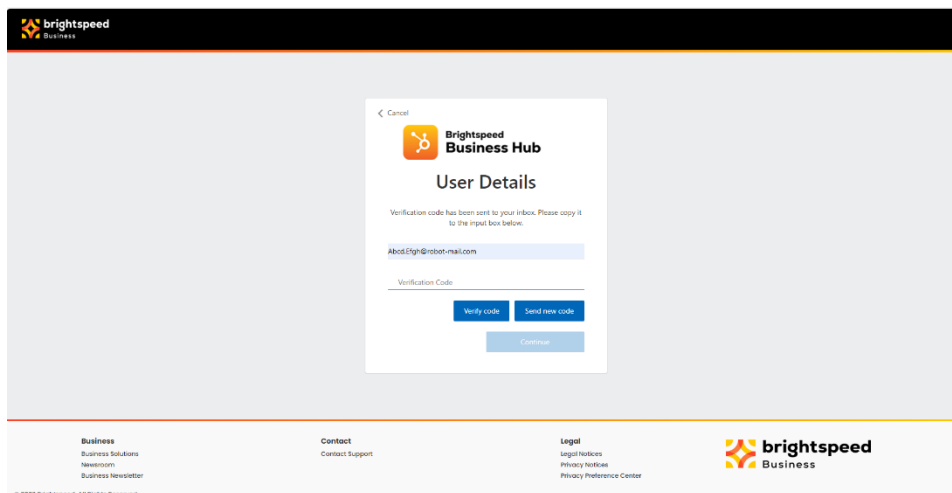 brightspeed
Business
Cancel
Brightspeed
Business Hub
User Details
Verification code has been sent to your inbox. Please copy it
to the input box below.
Abcd.Efgh@robot-mail.com
Verification Code
Verify code
Send new code
Continue
Business
Business Solutions
Newsroom
Business Newsletter
Contact
Contact Support
Legal
Legal Notices
Privacy Notices
Privacy Preference Center
brightspeed
Business